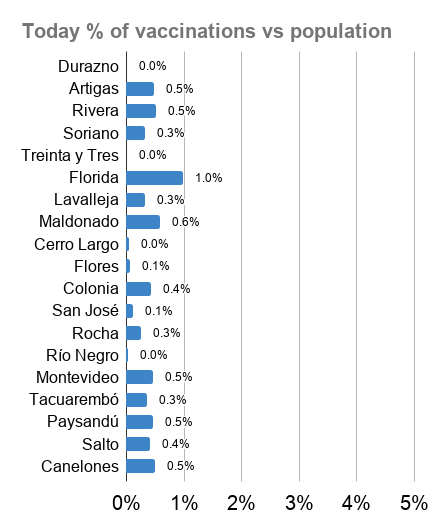 Today % of vaccinations vs population
Durazno 0.0%
Artigas 0.5%
Rivera 0.5%
Soriano 0.3%
Treinta y Tres 0.0%
Florida 1.0%
Lavalleja 0.3%
Maldonado 0.6%
Cerro Largo 0.0%
Flores 0.1%
Colonia 0.4%
San José 0.1%
Rocha 0.3%
Río Negro 0.0%
Montevideo 0.5%
Tacuarembó 0.3%
Paysandú 0.5%
Salto 0.4%
Canelones 0.5%
0% 1% 2% 3% 4% 5%